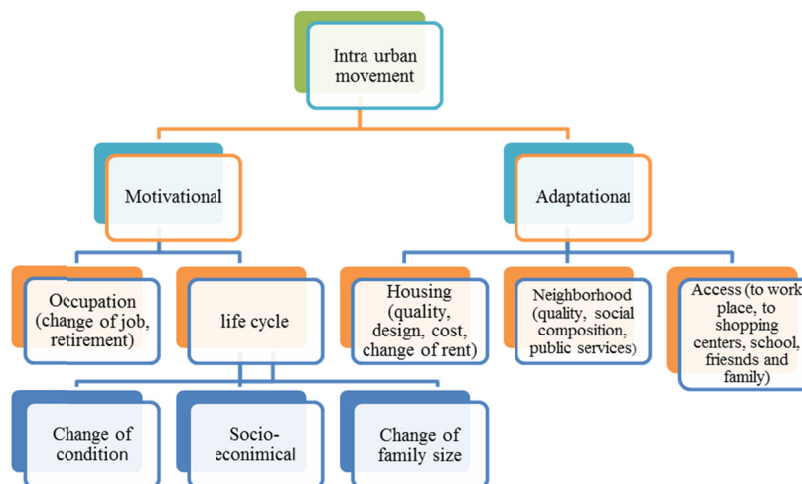 Intra urban
movement
Motivational
Adaptational
Occupation
(change of job,
retirement)
life cycle
Housing
(quality,
design, cost,
change of rent)
Neighborhood
(quality, social
composition,
public services)
Access (to work
place, to
shopping
centers, school,
friesnds and
family)
Change of
condition
Socio-
econimical
Change of
family size